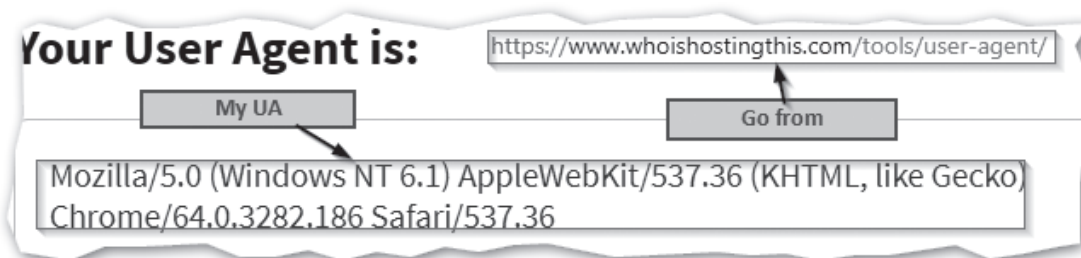 Your User Agent is:
https://www.whoishostingthis.com/tools/user-agent/
My UA
Go from
Mozilla/5.0 (Windows NT 6.1) AppleWebKit/537.36 (KHTML, like Gecko)
Chrome/64.0.3282.186 Safari/537.36